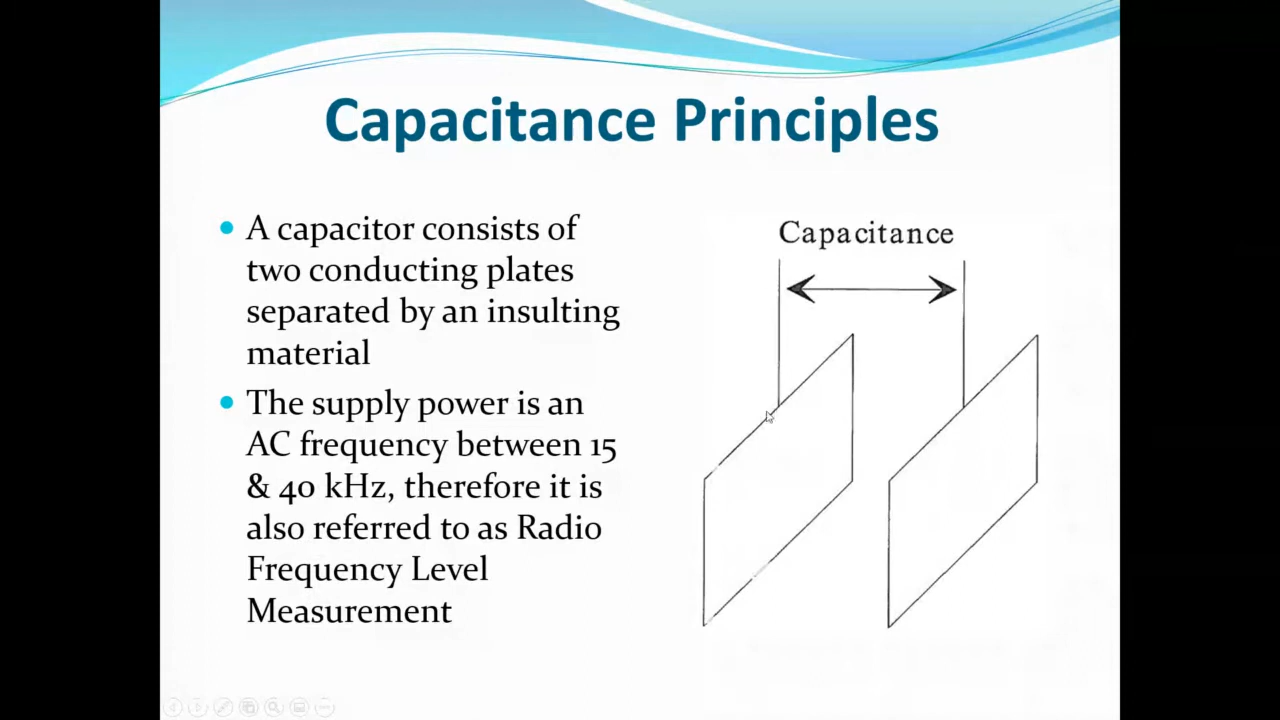 Capacitance Principles
A capacitor consists of
two conducting plates
separated by an insulting
material
The supply power is an
AC frequency between 15
& 40 kHz, therefore it is
also referred to as Radio
Frequency Level
Measurement
Capacitance